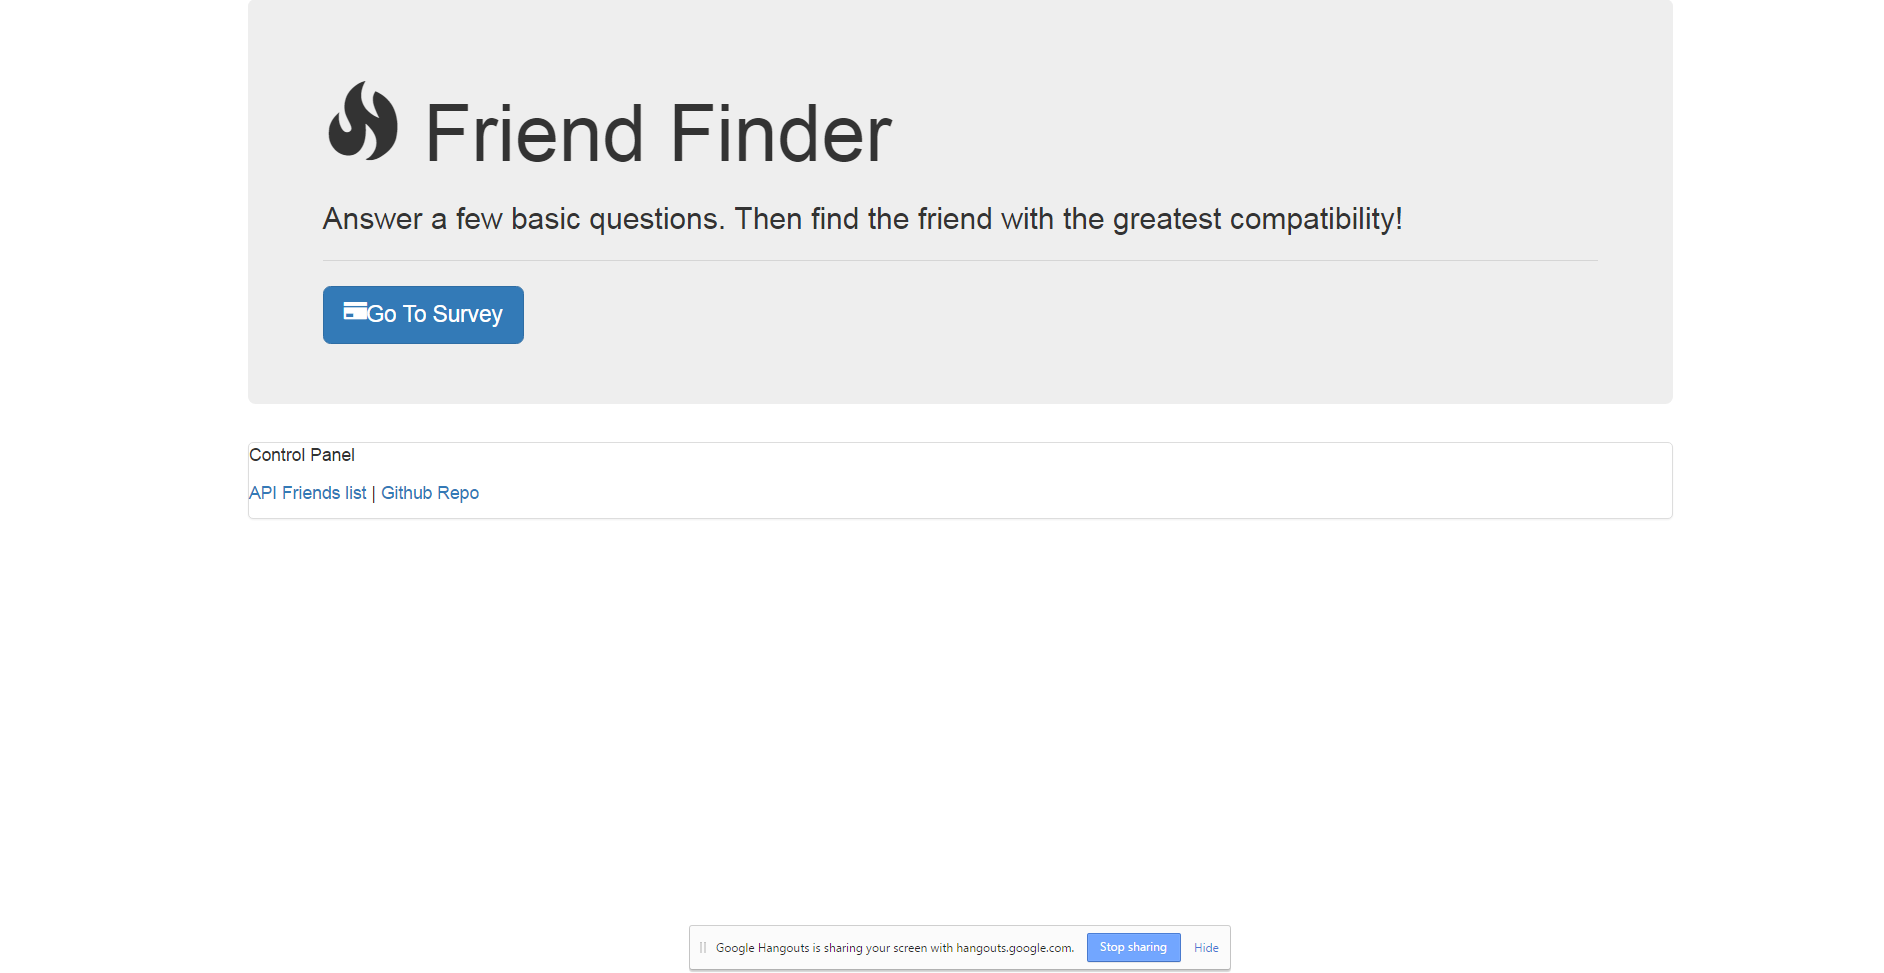 Friend Finder
Answer a few basic questions. Then find the friend with the greatest compatibility!
Go To Survey
Control Panel
API Friends list | Github Repo
Google Hangouts is sharing your screen with hangouts.google.com. Stop sharing Hide